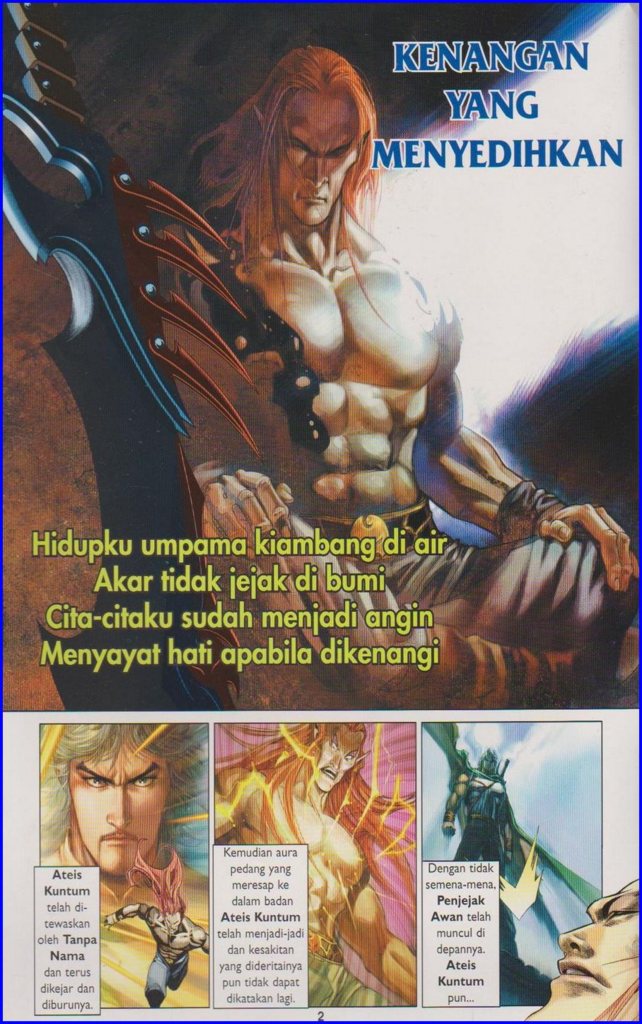 KENANGAN
YANG
MENYEDIHKAN
Hidupku umpama kiambang di air
Akar tidak jejak di bumi
Cita-citaku sudah menjadi angin
Menyayat hati apabila dikenangi
Ateis
Kuntum
telah di-
tewaskan
oleh Tanpa
Nama
dan terus
dikejar dan
diburunya.
Kemudian aura
pedang yang
meresap ke
dalam badan
Ateis Kuntum
telah menjadi-jadi
dan kesakitan
yang dideritainya
pun tidak dapat
dikatakan lagi.
Dengan tidak
semena-mena,
Penjejak
Awan telah
muncul di
depannya.
Ateis
Kuntum
pun...
2